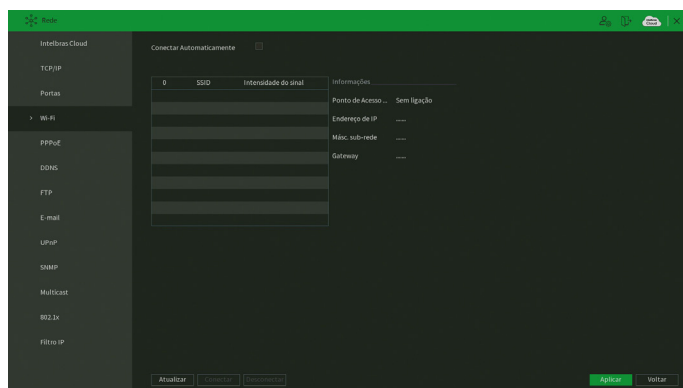 Rede
Intelbras Cloud
TCP/IP
Portas
> Wi-Fi
PPPoE
DDNS
FTP
E-mail
UPnP
SNMP
Multicast
802.1x
Filtro IP
Conectar Automaticamente
0 SSID Intensidade do sinal
Informações
Ponto de Acesso ... Sem ligação
Endereço de IP --.--
Másc. sub-rede --.--
Gateway --.--
Atualizar Conectar Desconectar
Aplicar Voltar